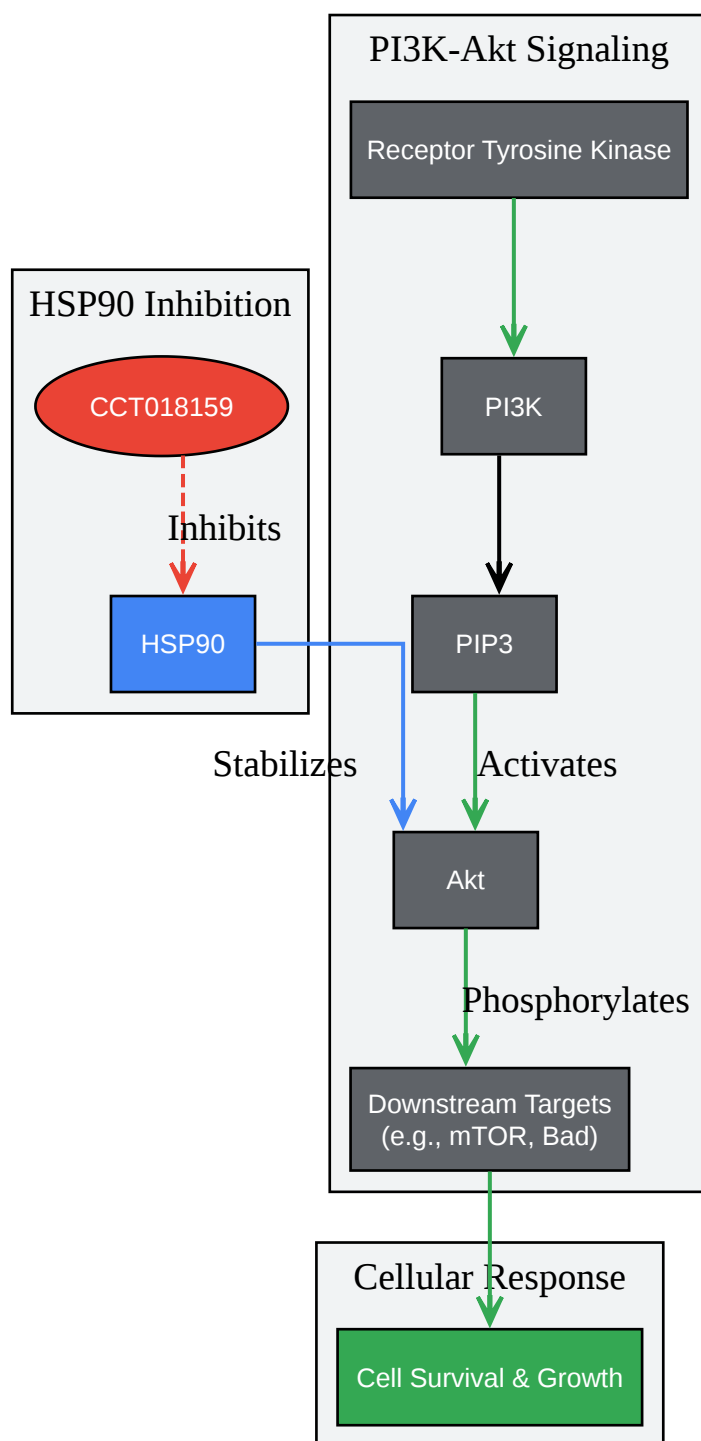 PI3K-Akt Signaling
Receptor Tyrosine Kinase
HSP90 Inhibition
CCT018159
PI3K
Inhibits
HSP90
PIP3
Stabilizes
Activates
Akt
Phosphorylates
Downstream Targets
(e.g., mTOR, Bad)
Cellular Response
Cell Survival & Growth